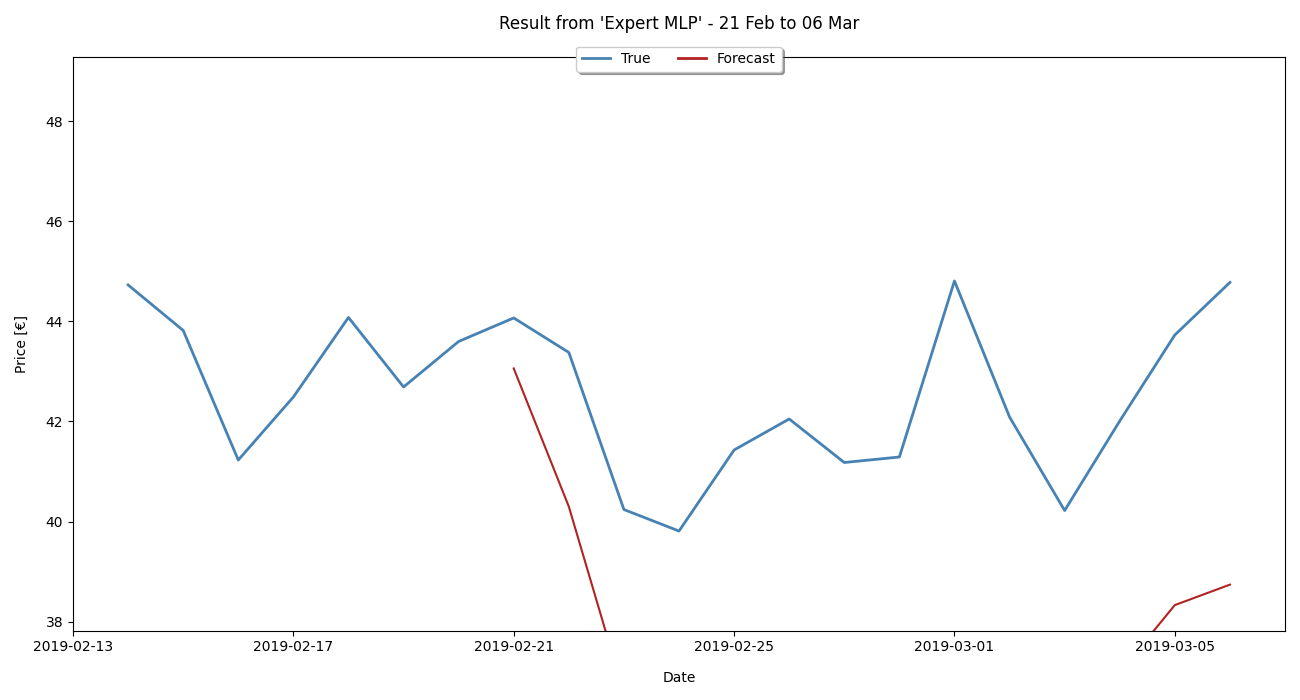 Result from 'Expert MLP' - 21 Feb to 06 Mar
True Forecast
48
46
44
42
40
38
Price [€]
2019-02-13 2019-02-17 2019-02-21 2019-02-25 2019-03-01 2019-03-05
Date